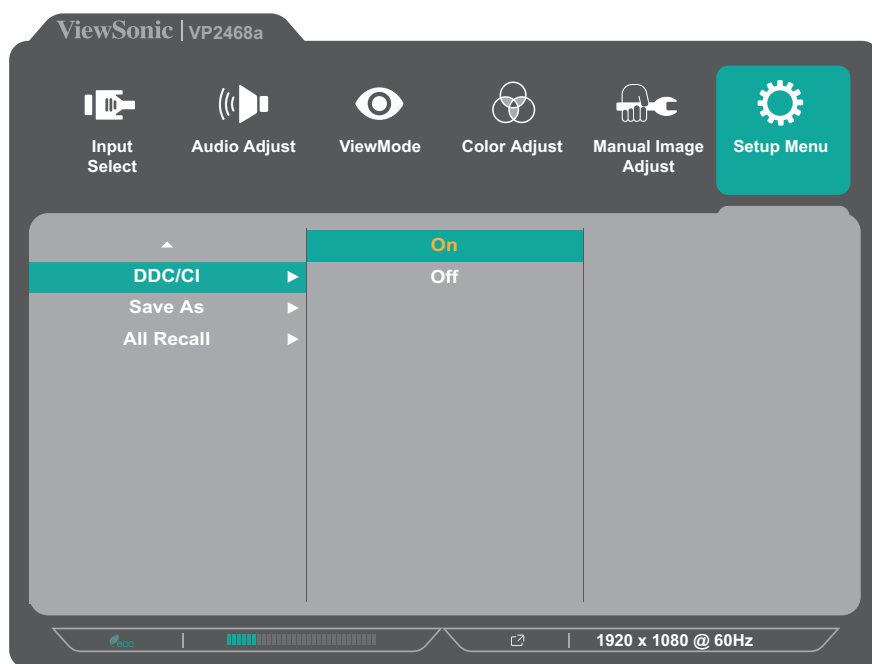 ViewSonic | VP2468a
Input Select
Audio Adjust
ViewMode
Color Adjust
Manual Image Adjust
Setup Menu
On
DDC/CI
Off
Save As
All Recall
eco
1920 x 1080 @ 60Hz